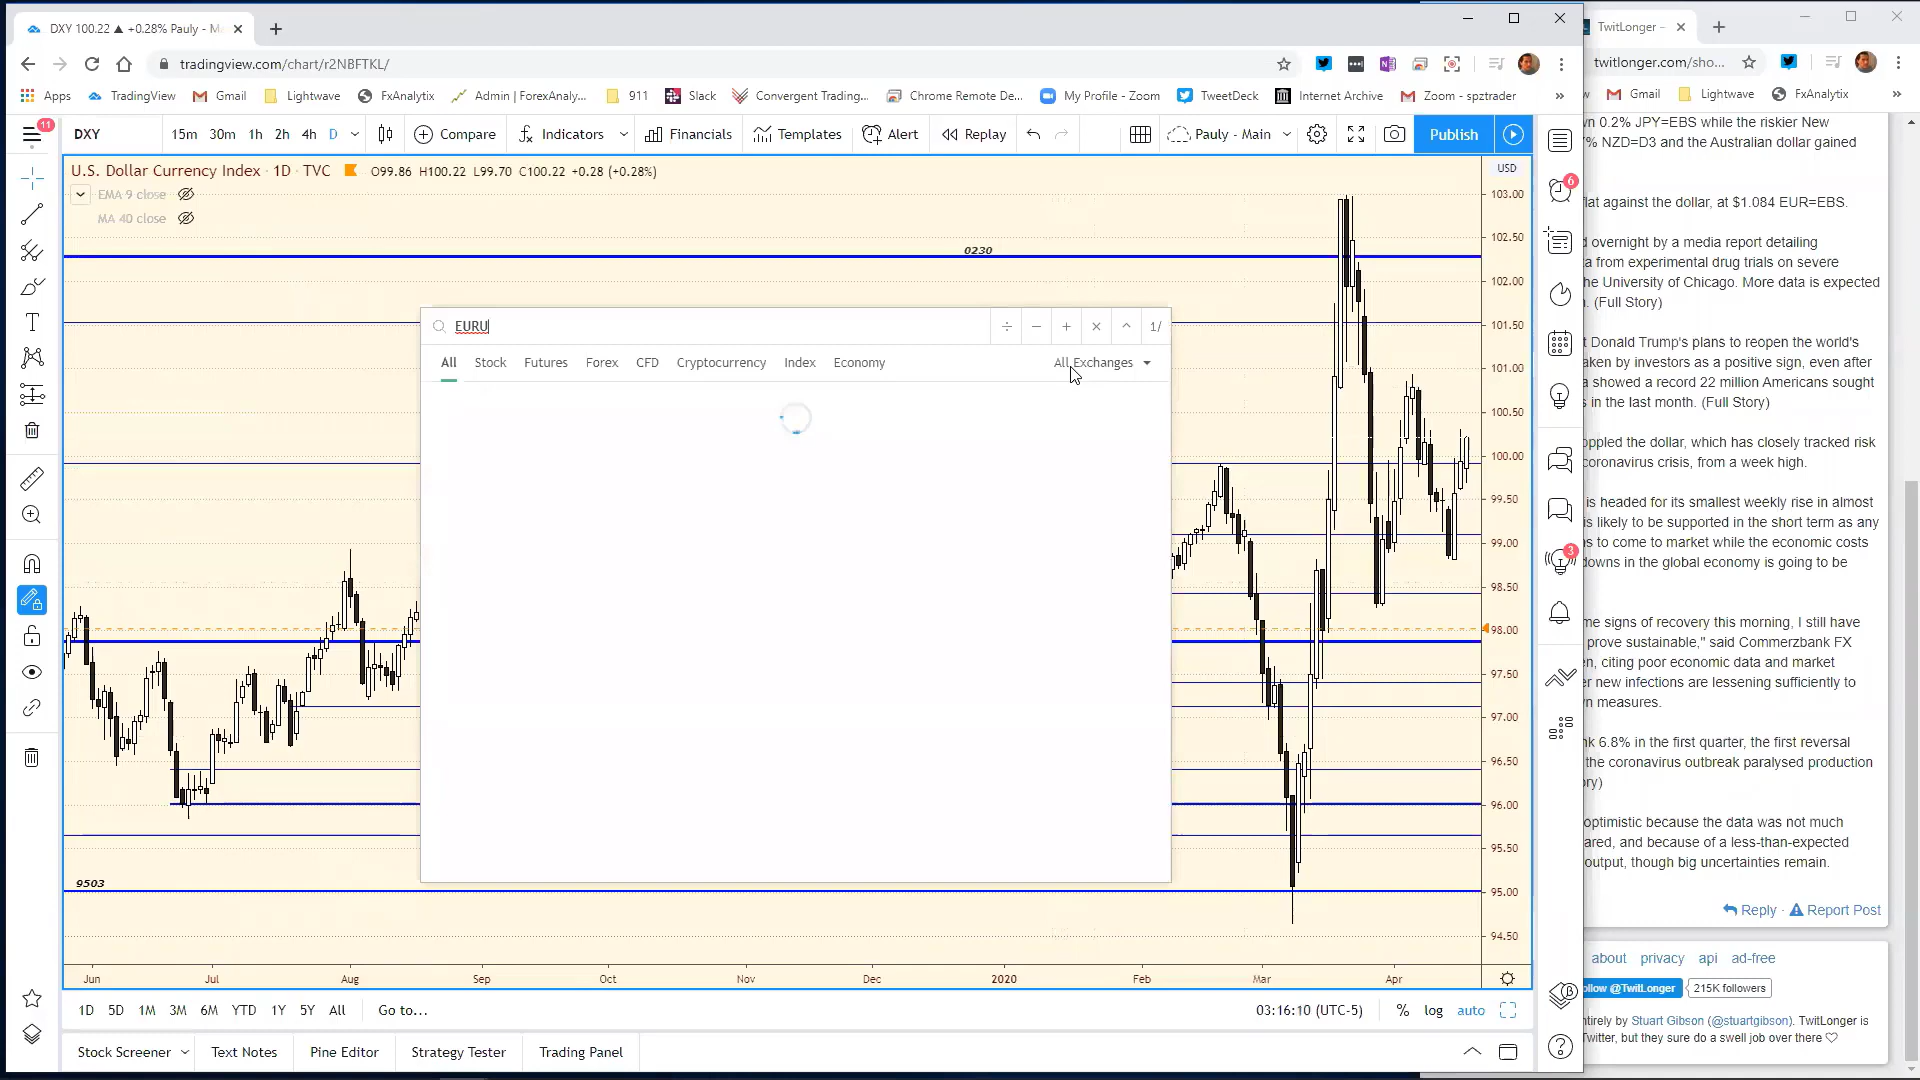 DXY 100.22 ▲ +0.28% Pauly - M
TwitLonger -
tradingview.com/chart/r2NBFTKL/
twitlonger.com/sho...
Apps
TradingView
Gmail
Lightwave
FxAnalytix
Admin | ForexAnaly...
911
Slack
Convergent Trading...
Chrome Remote De...
My Profile - Zoom
TweetDeck
Internet Archive
Zoom - spztrader
»
Gmail
Lightwave
FxAnalytix
»
11
DXY
15m 30m 1h 2h 4h D
Compare
Indicators
Financials
Templates
Alert
Replay
Pauly - Main
Publish
U.S. Dollar Currency Index · 1D · TVC
O99.86 H100.22 L99.70 C100.22 +0.28 (+0.28%)
EMA 9 close
MA 40 close
USD
103.00
102.50
102.00
101.50
101.00
100.50
100.00
99.50
99.00
98.50
98.00
97.50
97.00
96.50
96.00
95.50
95.00
94.50
0230
9503
EURU
÷ − + × ^ 1/
All Stock Futures Forex CFD Cryptocurrency Index Economy
All Exchanges
Jun Jul Aug Sep Oct Nov Dec 2020 Feb Mar Apr
1D 5D 1M 3M 6M YTD 1Y 5Y All
Go to...
03:16:10 (UTC-5)
% log auto
Stock Screener
Text Notes
Pine Editor
Strategy Tester
Trading Panel
6
3
wn 0.2% JPY=EBS while the riskier New
% NZD=D3 and the Australian dollar gained
flat against the dollar, at $1.084 EUR=EBS.
d overnight by a media report detailing
a from experimental drug trials on severe
he University of Chicago. More data is expected
. (Full Story)
t Donald Trump's plans to reopen the world's
aken by investors as a positive sign, even after
a showed a record 22 million Americans sought
s in the last month. (Full Story)
oppled the dollar, which has closely tracked risk
coronavirus crisis, from a week high.
is headed for its smallest weekly rise in almost
is likely to be supported in the short term as any
s to come to market while the economic costs
downs in the global economy is going to be
me signs of recovery this morning, I still have
prove sustainable," said Commerzbank FX
n, citing poor economic data and market
r new infections are lessening sufficiently to
n measures.
nk 6.8% in the first quarter, the first reversal
the coronavirus outbreak paralysed production
ry)
optimistic because the data was not much
ared, and because of a less-than-expected
output, though big uncertainties remain.
Reply · Report Post
about privacy api ad-free
ollow @TwitLonger
215K followers
ntirely by Stuart Gibson (@stuartgibson). TwitLonger is
Twitter, but they sure do a swell job over there ♡